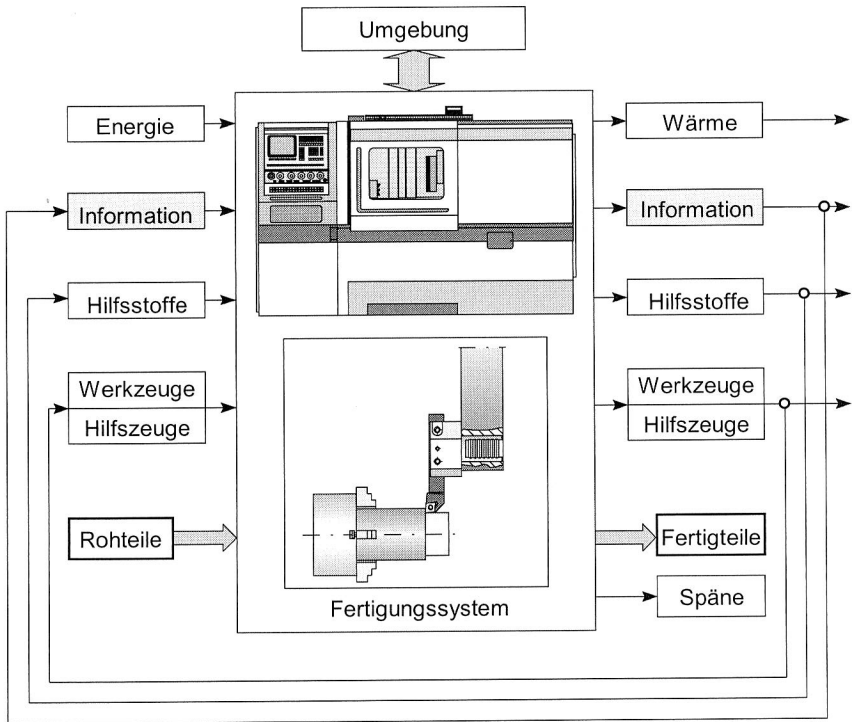 Umgebung
Energie
Wärme
Information
Information
Hilfsstoffe
Hilfsstoffe
Werkzeuge
Hilfszeuge
Werkzeuge
Hilfszeuge
Rohteile
Fertigteile
Fertigungssystem
Späne